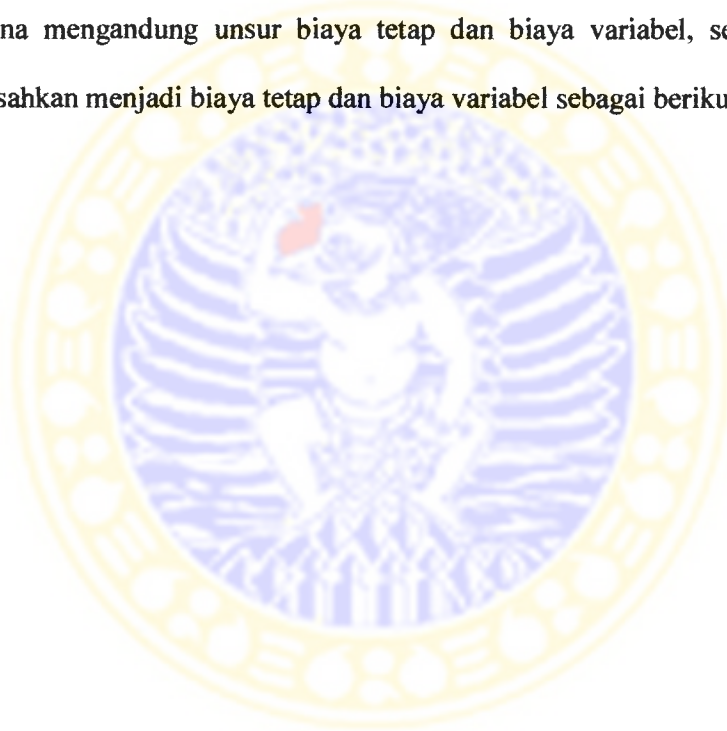 na mengandung unsur biaya tetap dan biaya variabel, se
sahkan menjadi biaya tetap dan biaya variabel sebagai beriku